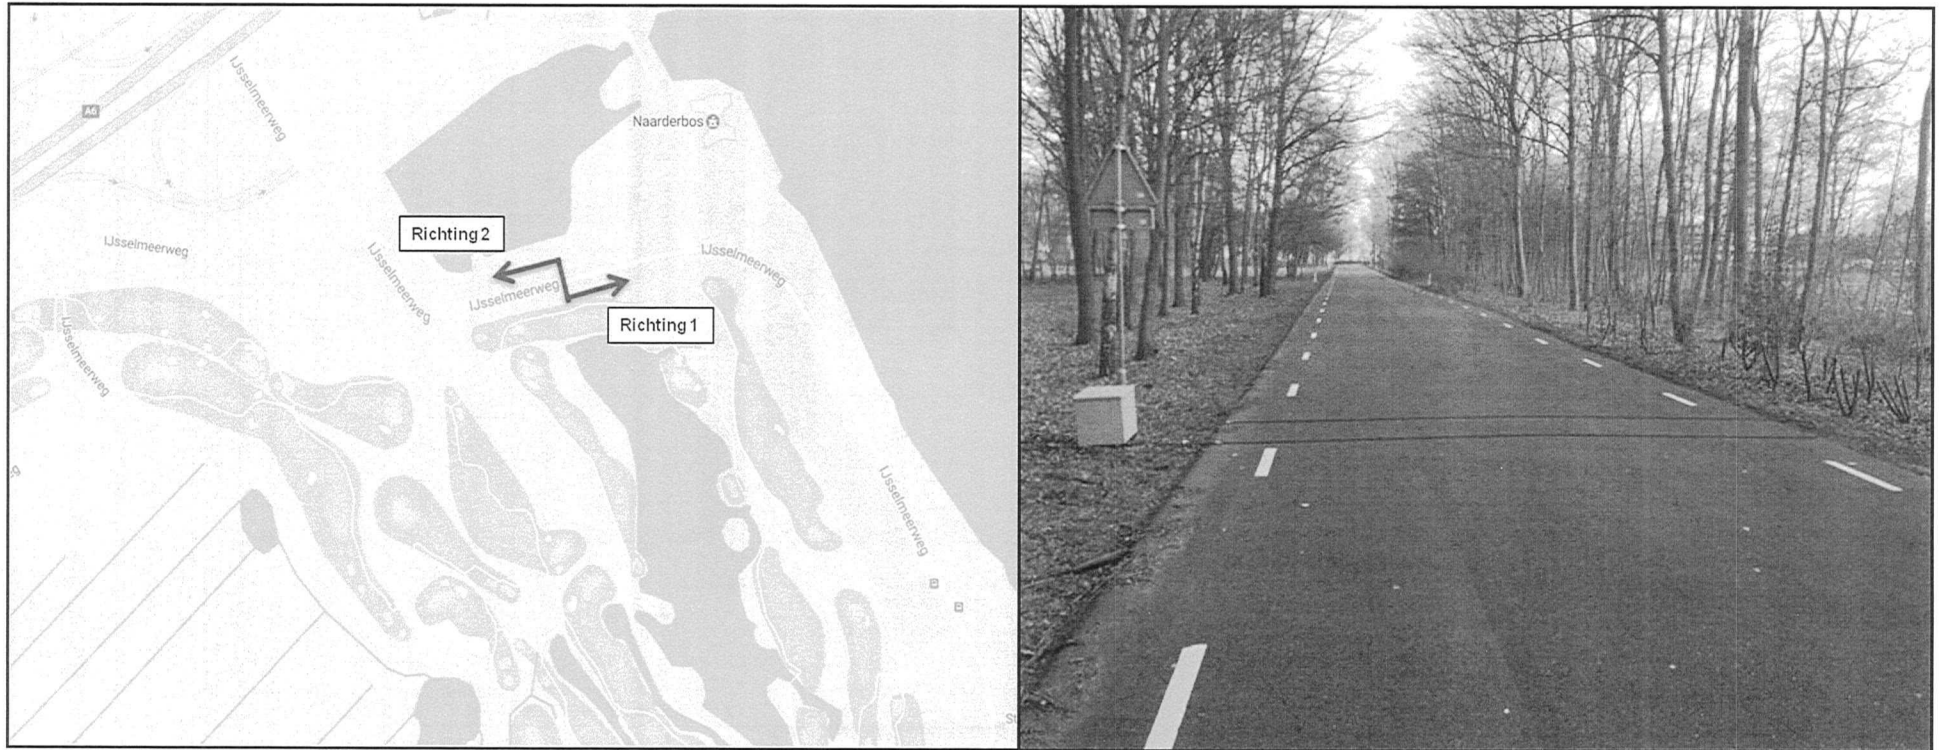 IJsselmeerweg
A6
Naarderbos
Richting 2
IJsselmeerweg
IJsselmeerweg
IJsselmeerweg
IJsselmeerweg
Richting 1
IJsselmeerweg
IJsselmeerweg